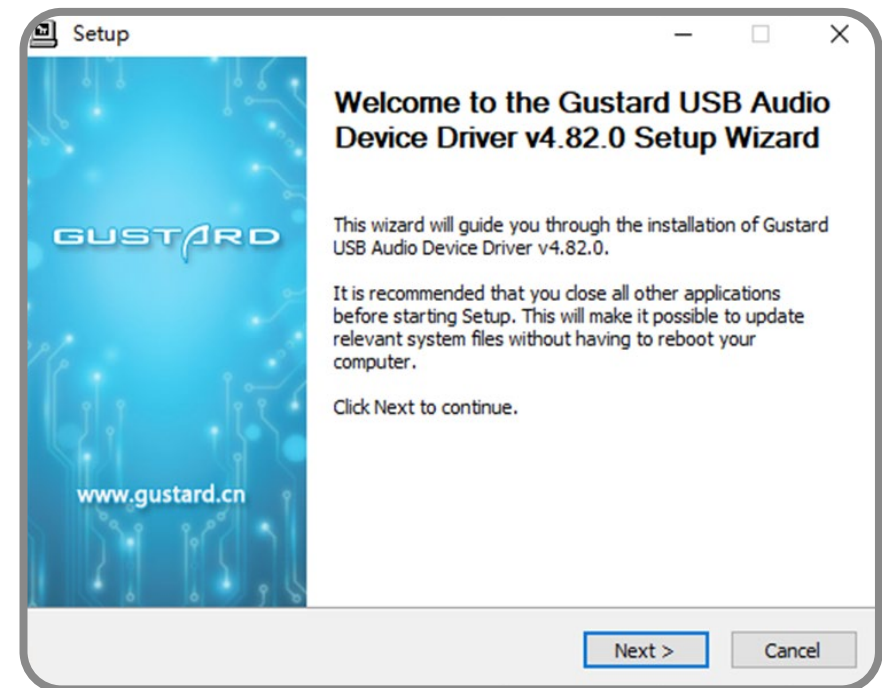 Setup
Welcome to the Gustard USB Audio
Device Driver v4.82.0 Setup Wizard
GUSTARD
This wizard will guide you through the installation of Gustard
USB Audio Device Driver v4.82.0.
It is recommended that you close all other applications
before starting Setup. This will make it possible to update
relevant system files without having to reboot your
computer.
Click Next to continue.
www.gustard.cn
Next >
Cancel